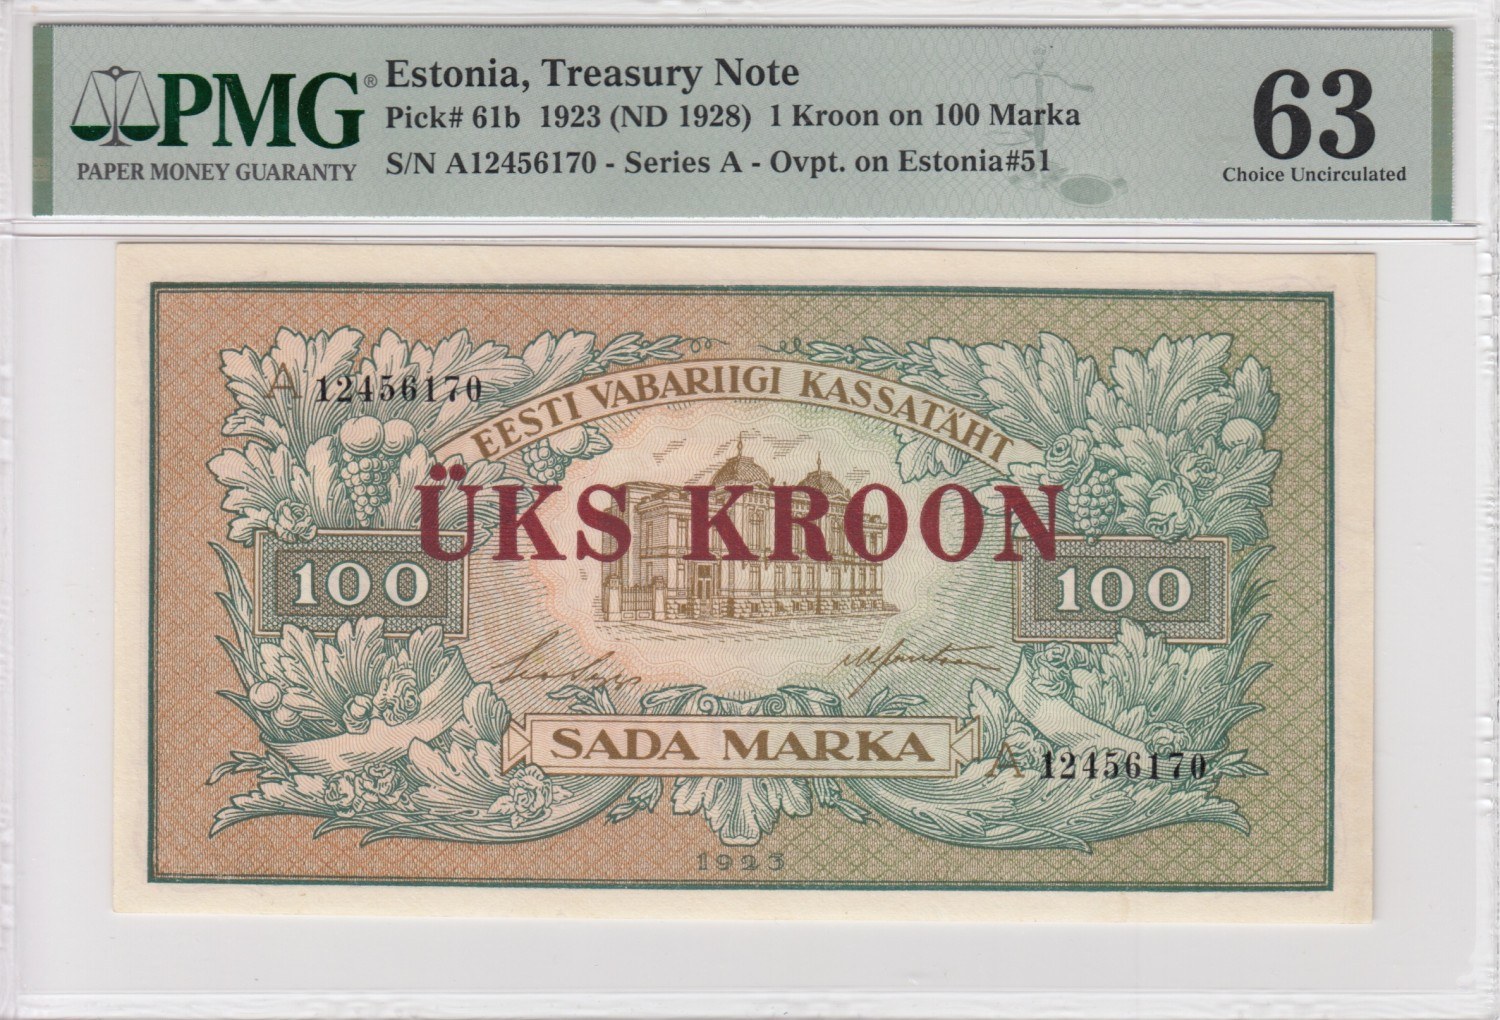 PMG®
PAPER MONEY GUARANTY
Estonia, Treasury Note
Pick# 61b 1923 (ND 1928) 1 Kroon on 100 Marka
S/N A12456170 - Series A - Ovpt. on Estonia#51
63
Choice Uncirculated
A 12456170
EESTI VABARIIGI KASSATÄHT
ÜKS KROON
100
100
SADA MARKA
A 12456170
1923